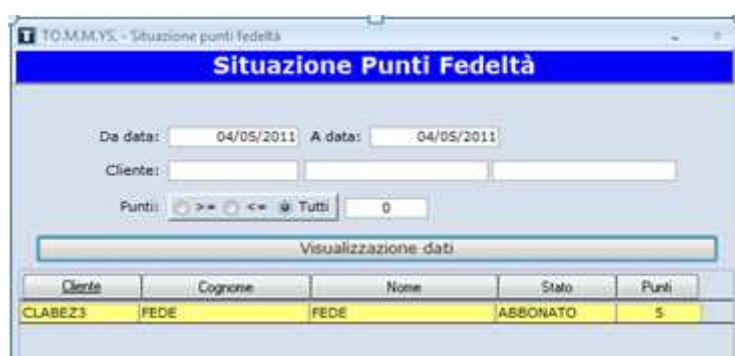 TO.M.M.YS. - Situazione punti fedeltà
Situazione Punti Fedeltà
Da data: 04/05/2011 A data: 04/05/2011
Cliente:
Punti: >= <= Tutti 0
Visualizzazione dati
Cliente Cognome Nome Stato Punti
CLABEZ3 FEDE FEDE ABBONATO 5